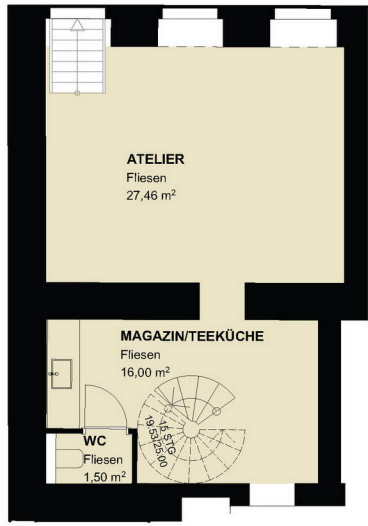 ATELIER
Fliesen
27,46 m²
MAGAZIN/TEEKÜCHE
Fliesen
16,00 m²
15 STG
19.53/25.00
WC
Fliesen
1,50 m²